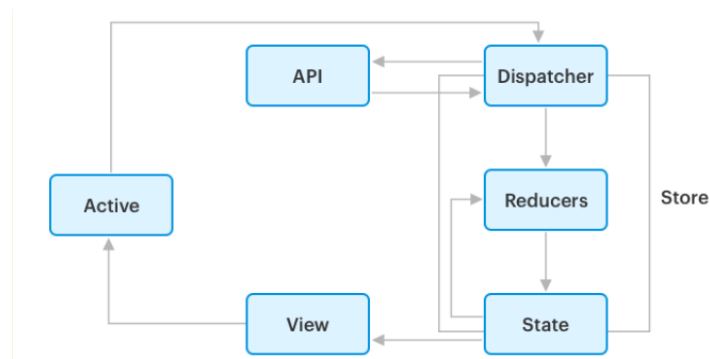 API
Dispatcher
Active
Reducers
Store
View
State